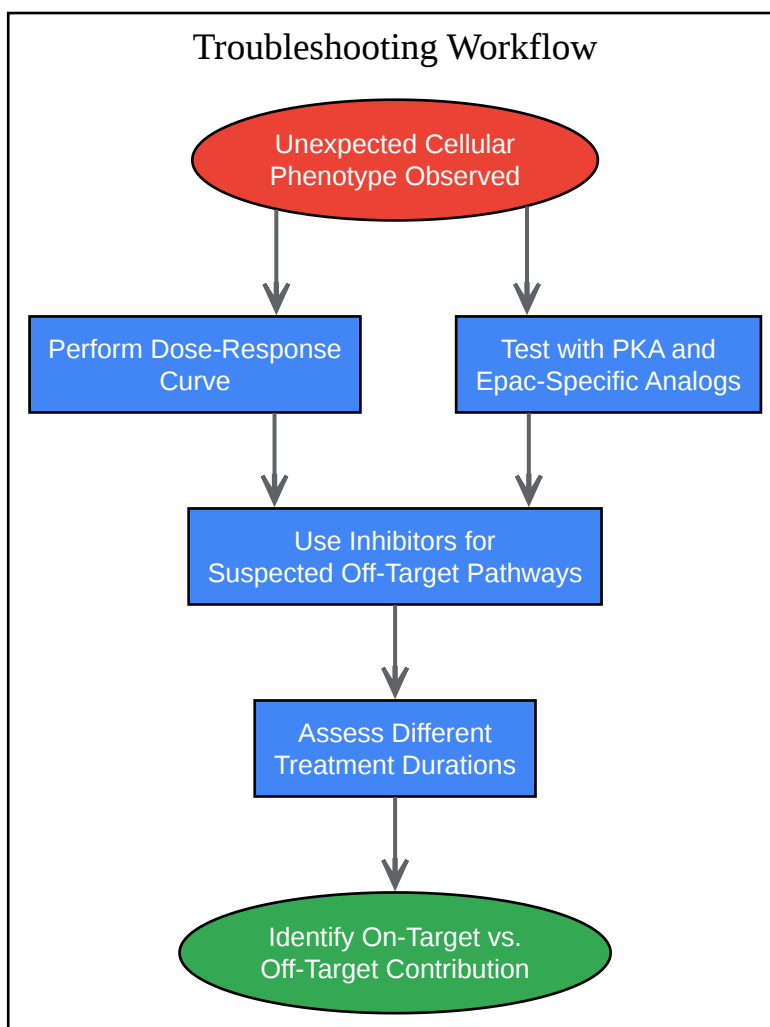 Troubleshooting Workflow
Unexpected Cellular
Phenotype Observed
Perform Dose-Response
Curve
Test with PKA and
Epac-Specific Analogs
Use Inhibitors for
Suspected Off-Target Pathways
Assess Different
Treatment Durations
Identify On-Target vs.
Off-Target Contribution